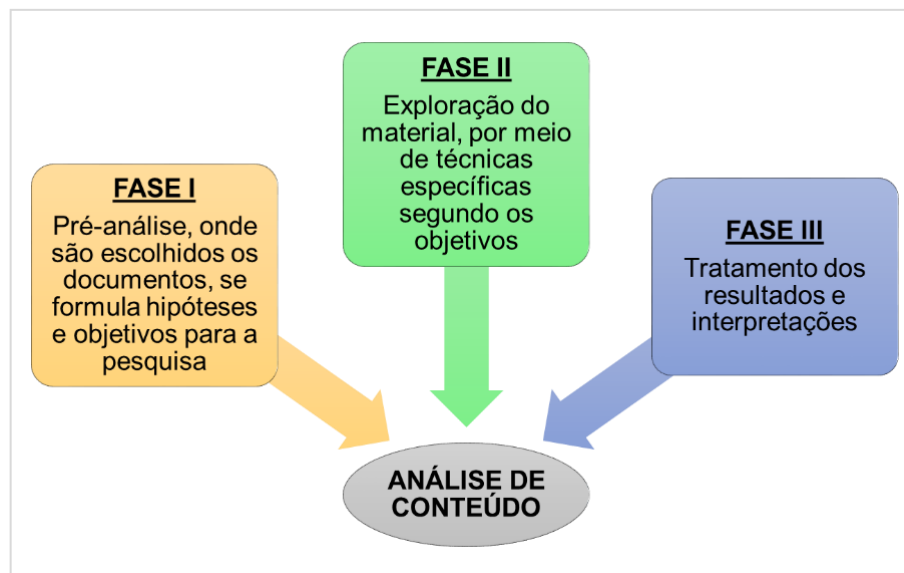 FASE I
Pré-análise, onde
são escolhidos os
documentos, se
formula hipóteses
e objetivos para a
pesquisa
FASE II
Exploração do
material, por meio
de técnicas
específicas
segundo os
objetivos
FASE III
Tratamento dos
resultados e
interpretações
ANÁLISE DE
CONTEÚDO